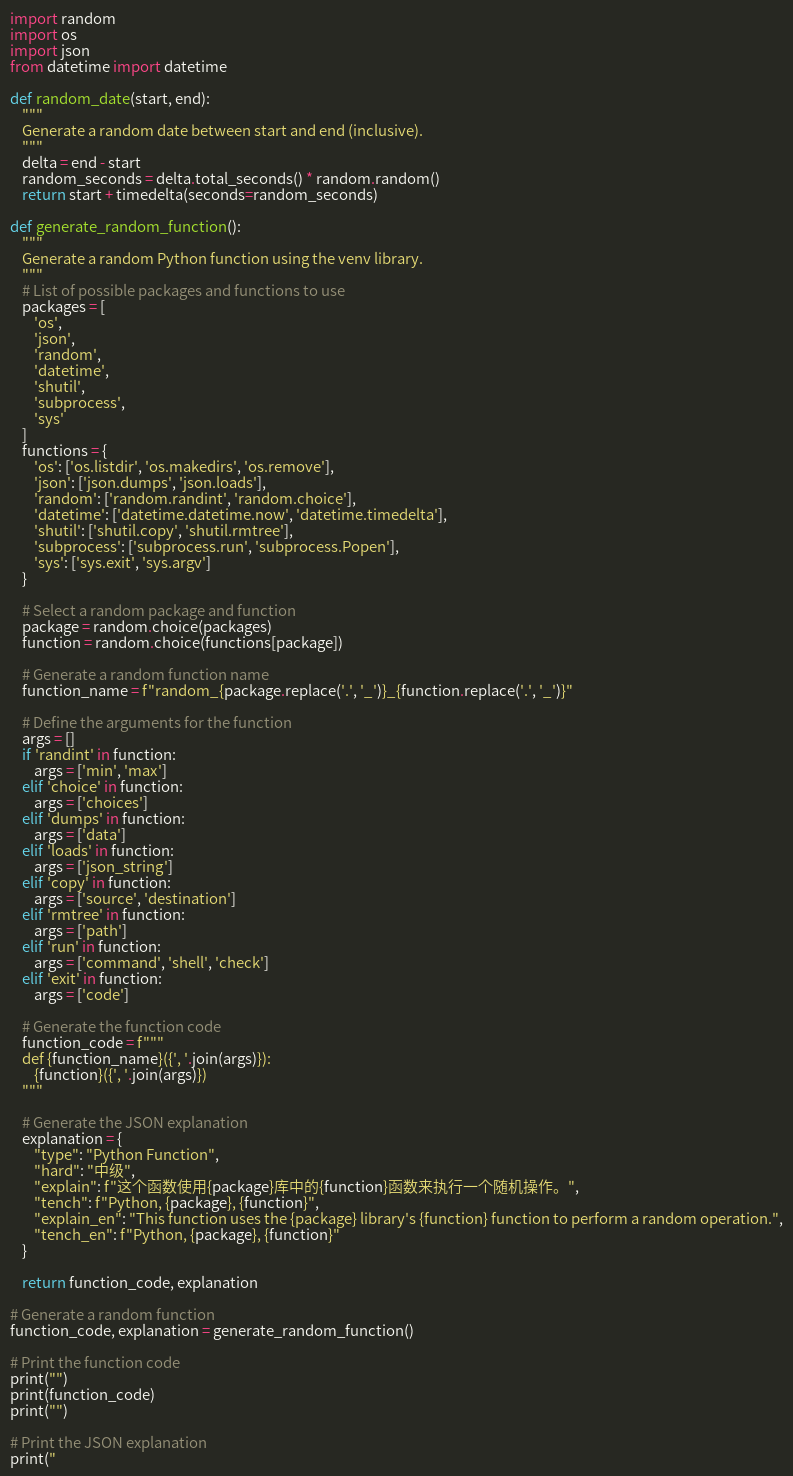 import random
import os
import json
from datetime import datetime

def random_date(start, end):
    """
    Generate a random date between start and end (inclusive).
    """
    delta = end - start
    random_seconds = delta.total_seconds() * random.random()
    return start + timedelta(seconds=random_seconds)

def generate_random_function():
    """
    Generate a random Python function using the venv library.
    """
    # List of possible packages and functions to use
    packages = [
        'os',
        'json',
        'random',
        'datetime',
        'shutil',
        'subprocess',
        'sys'
    ]
    functions = {
        'os': ['os.listdir', 'os.makedirs', 'os.remove'],
        'json': ['json.dumps', 'json.loads'],
        'random': ['random.randint', 'random.choice'],
        'datetime': ['datetime.datetime.now', 'datetime.timedelta'],
        'shutil': ['shutil.copy', 'shutil.rmtree'],
        'subprocess': ['subprocess.run', 'subprocess.Popen'],
        'sys': ['sys.exit', 'sys.argv']
    }

    # Select a random package and function
    package = random.choice(packages)
    function = random.choice(functions[package])

    # Generate a random function name
    function_name = f"random_{package.replace('.', '_')}_{function.replace('.', '_')}"

    # Define the arguments for the function
    args = []
    if 'randint' in function:
        args = ['min', 'max']
    elif 'choice' in function:
        args = ['choices']
    elif 'dumps' in function:
        args = ['data']
    elif 'loads' in function:
        args = ['json_string']
    elif 'copy' in function:
        args = ['source', 'destination']
    elif 'rmtree' in function:
        args = ['path']
    elif 'run' in function:
        args = ['command', 'shell', 'check']
    elif 'exit' in function:
        args = ['code']

    # Generate the function code
    function_code = f"""
    def {function_name}({', '.join(args)}):
        {function}({', '.join(args)})
    """

    # Generate the JSON explanation
    explanation = {
        "type": "Python Function",
        "hard": "中级",
        "explain": f"这个函数使用{package}库中的{function}函数来执行一个随机操作。",
        "tench": f"Python, {package}, {function}",
        "explain_en": "This function uses the {package} library's {function} function to perform a random operation.",
        "tench_en": f"Python, {package}, {function}"
    }

    return function_code, explanation

# Generate a random function
function_code, explanation = generate_random_function()

# Print the function code
print("")
print(function_code)
print("")

# Print the JSON explanation
print("